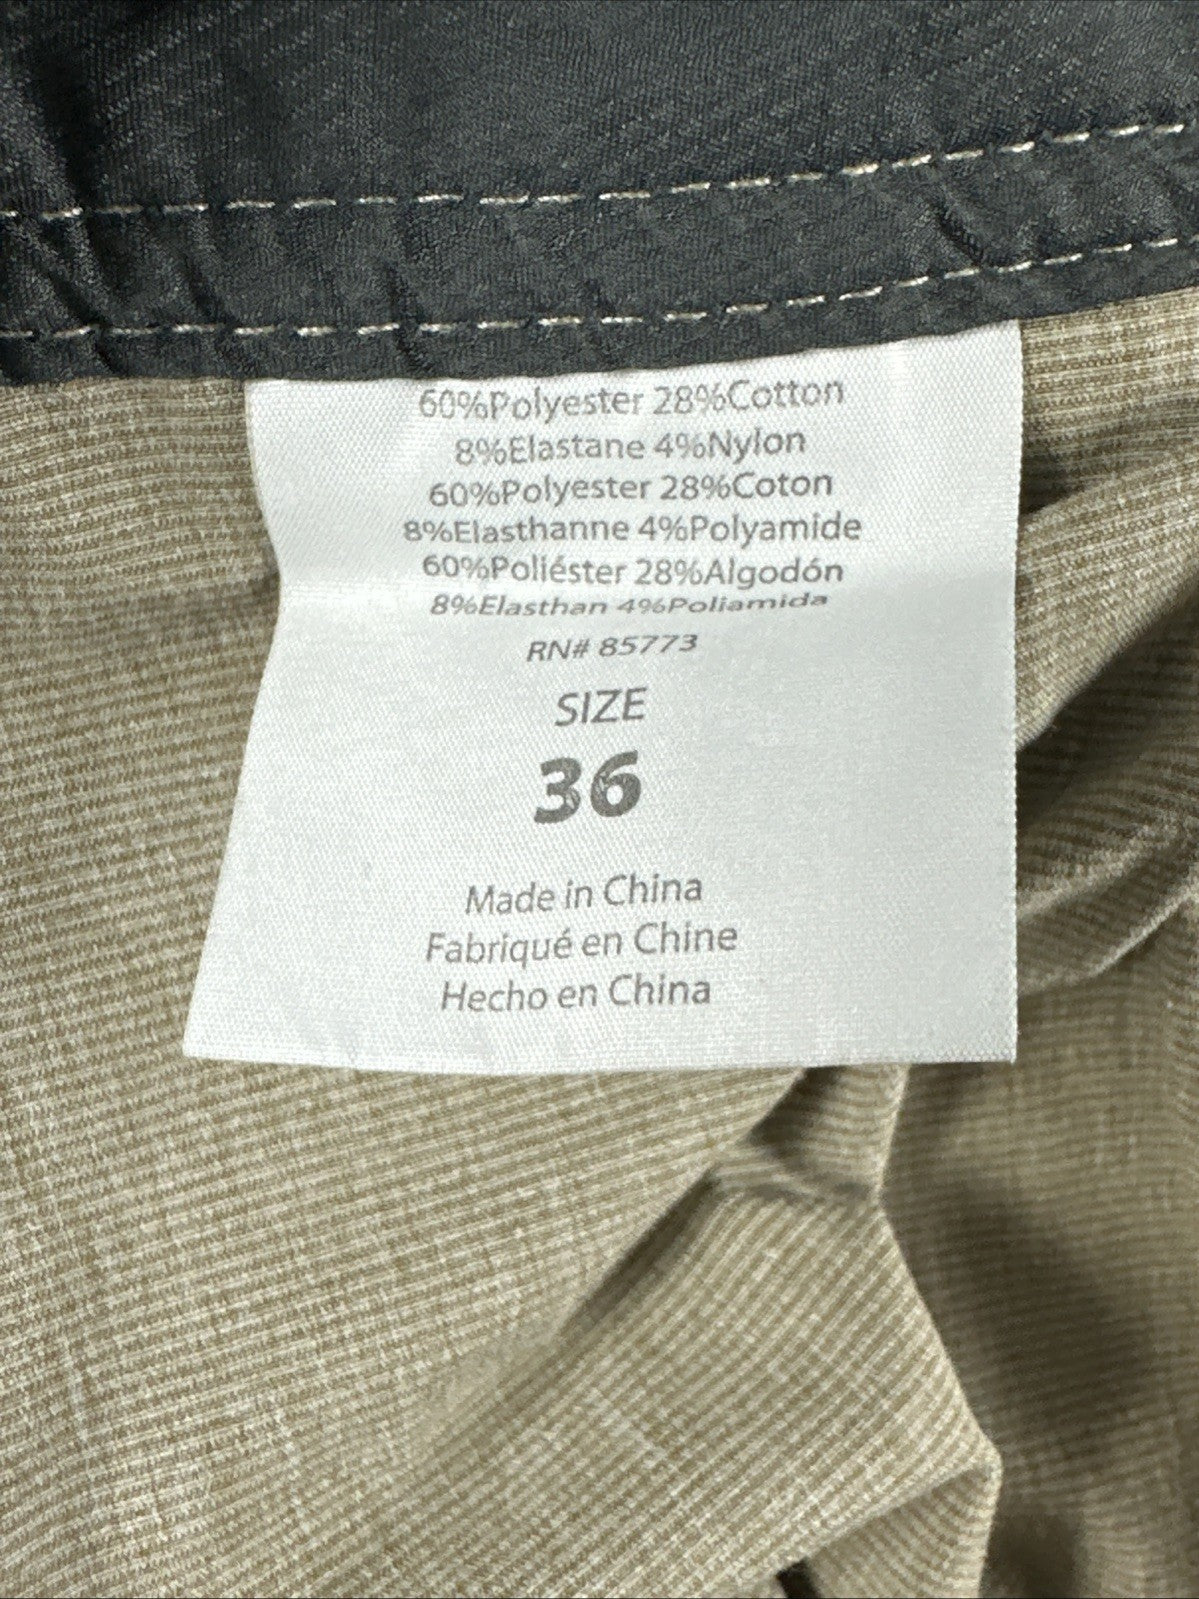 60%Polyester 28%Cotton
8%Elastane 4%Nylon
60%Polyester 28%Coton
8%Elasthanne 4%Polyamide
60%Poliéster 28%Algodón
8%Elasthan 4%Poliamida
RN# 85773
SIZE
36
Made in China
Fabriqué en Chine
Hecho en China